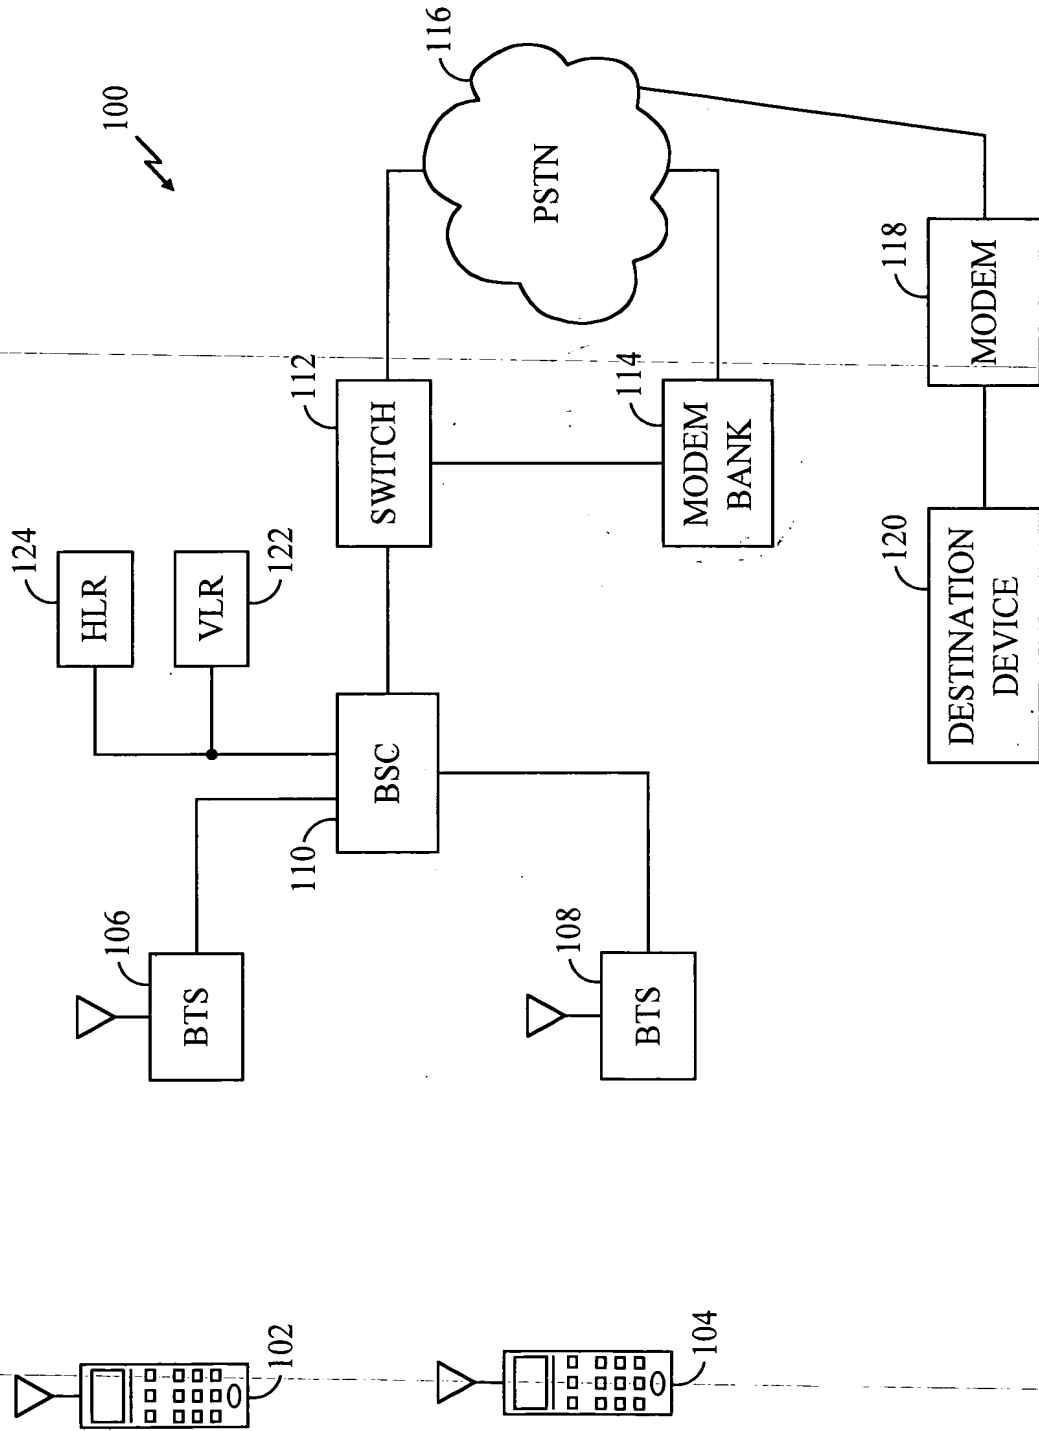 100
124
HLR
VLR
122
106
BTS
110
BSC
112
SWITCH
116
PSTN
102
108
BTS
114
MODEM
BANK
104
120
DESTINATION
DEVICE
118
MODEM